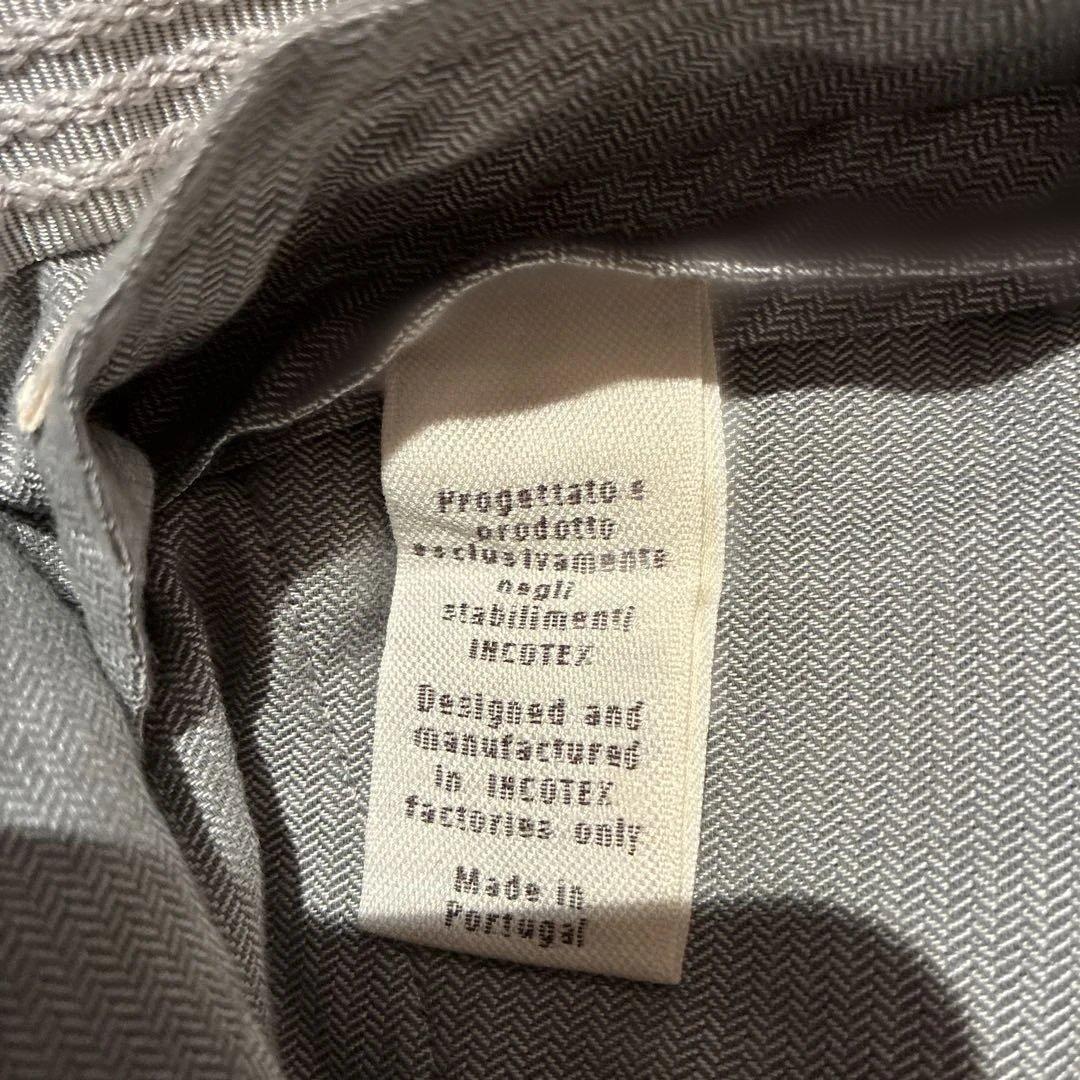 Progettato e
prodotto
esclusivamente
negli
stabilimenti
INCOTEX
Designed and
manufactured
in INCOTEX
factories only
Made in
Portugal